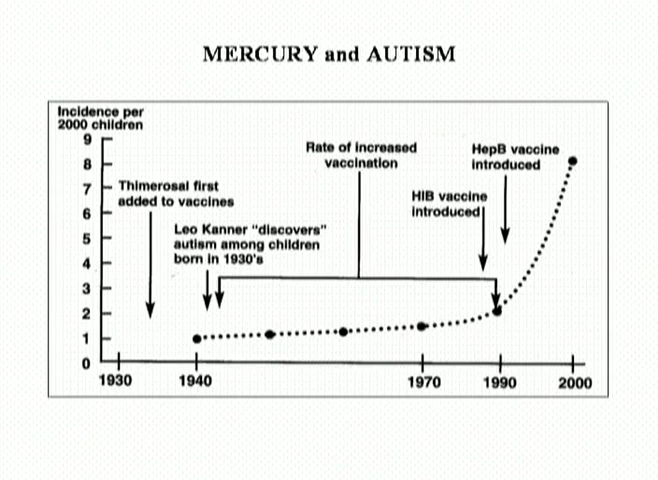 MERCURY and AUTISM
Incidence per
2000 children
9
8
7
6
5
4
3
2
1
0
Thimerosal first
added to vaccines
Leo Kanner "discovers"
autism among children
born in 1930's
Rate of increased
vaccination
HIB vaccine
introduced
HepB vaccine
introduced
1930
1940
1970
1990
2000